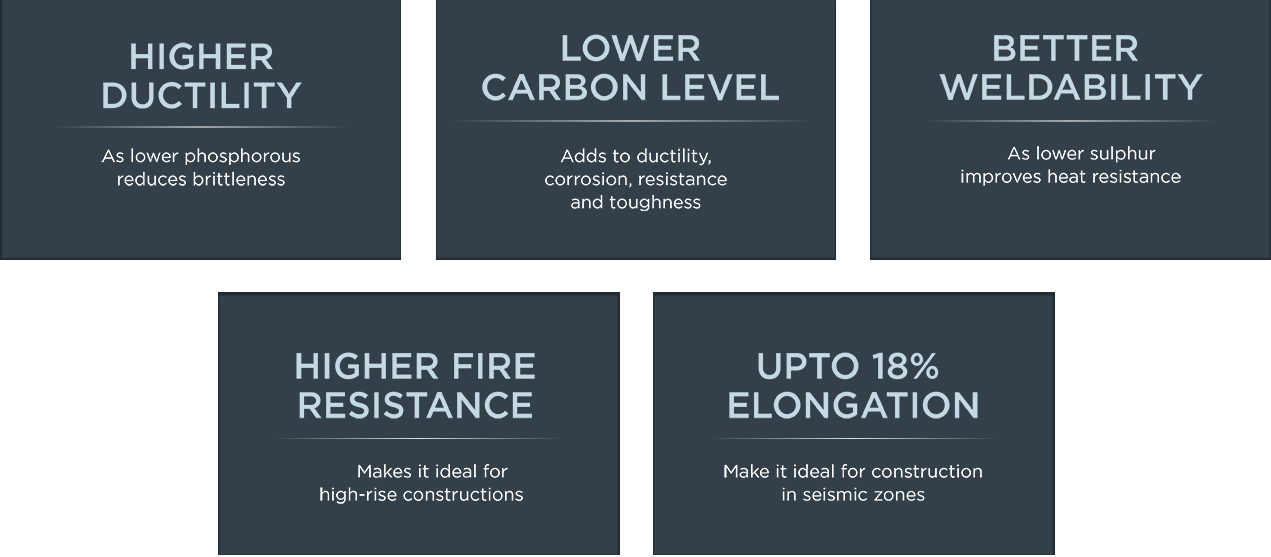 HIGHER
DUCTILITY
As lower phosphorous
reduces brittleness
LOWER
CARBON LEVEL
Adds to ductility,
corrosion, resistance
and toughness
BETTER
WELDABILITY
As lower sulphur
improves heat resistance
HIGHER FIRE
RESISTANCE
Makes it ideal for
high-rise constructions
UPTO 18%
ELONGATION
Make it ideal for construction
in seismic zones